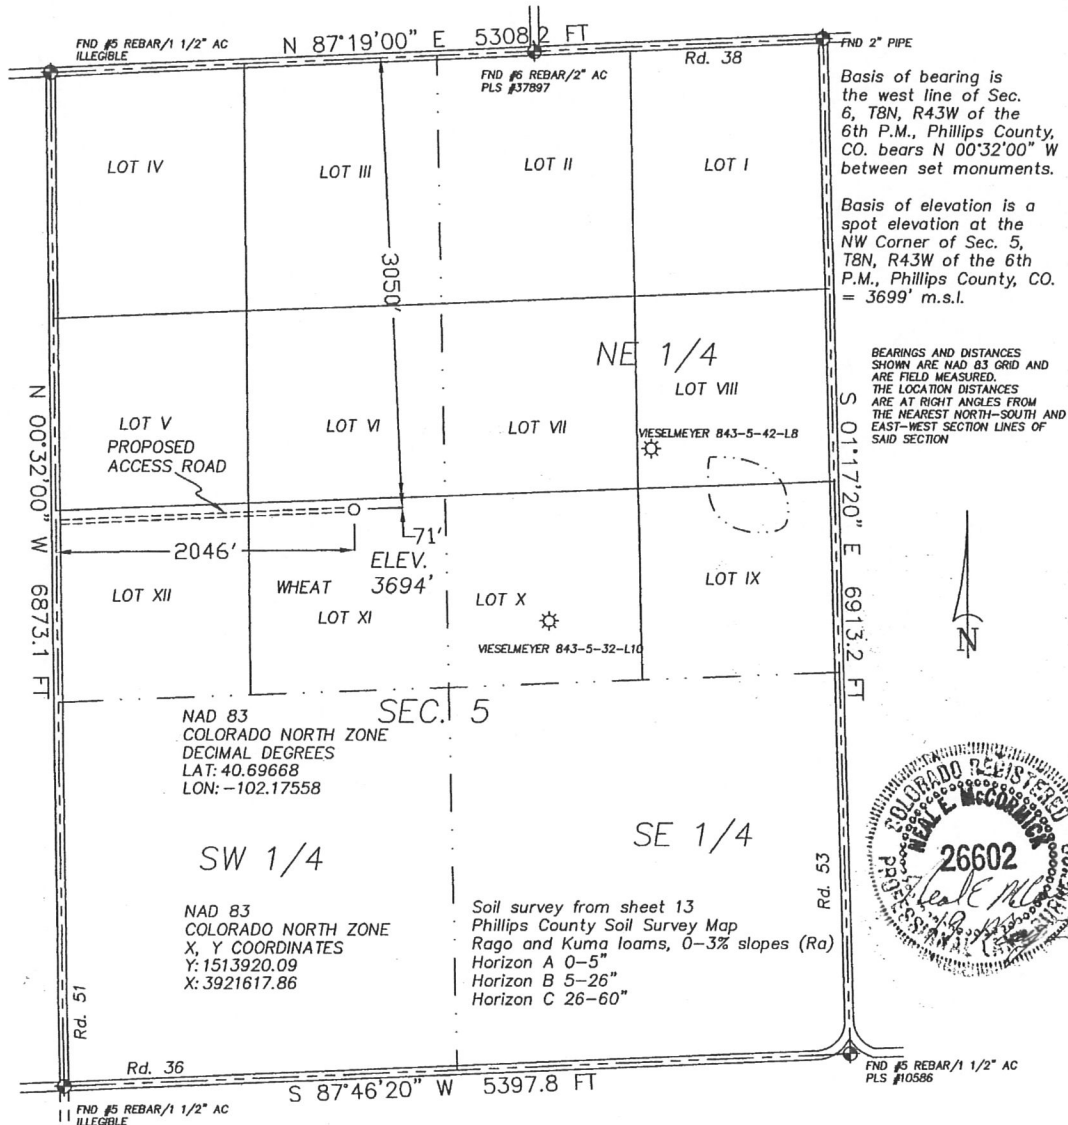 FND #5 REBAR/1 1/2" AC
ILLEGIBLE
N 87°19'00" E 5308.2 FT
FND #6 REBAR/2" AC
PLS #37897
Rd. 38
FND 2" PIPE
Basis of bearing is
the west line of Sec.
6, T8N, R43W of the
6th P.M., Phillips County,
CO. bears N 00°32'00" W
between set monuments.
Basis of elevation is a
spot elevation at the
NW Corner of Sec. 5,
T8N, R43W of the 6th
P.M., Phillips County, CO.
= 3699' m.s.l.
BEARINGS AND DISTANCES
SHOWN ARE NAD 83 GRID AND
ARE FIELD MEASURED.
THE LOCATION DISTANCES
ARE AT RIGHT ANGLES FROM
THE NEAREST NORTH-SOUTH AND
EAST-WEST SECTION LINES OF
SAID SECTION
LOT IV
LOT III
LOT II
LOT I
3050'
NE 1/4
LOT VIII
LOT V
LOT VI
LOT VII
VIESELMEYER 843-5-42-L8
PROPOSED
ACCESS ROAD
N 00°32'00" W 6873.1 FT
S 01°17'20" E 6913.2 FT
2046'
71'
ELEV.
3694'
LOT XII
WHEAT
LOT XI
LOT X
LOT IX
VIESELMEYER 843-5-32-L10
N
SEC. 5
NAD 83
COLORADO NORTH ZONE
DECIMAL DEGREES
LAT: 40.69668
LON: -102.17558
SW 1/4
SE 1/4
NAD 83
COLORADO NORTH ZONE
X, Y COORDINATES
Y: 1513920.09
X: 3921617.86
Soil survey from sheet 13
Phillips County Soil Survey Map
Rago and Kuma loams, 0-3% slopes (Ra)
Horizon A 0-5"
Horizon B 5-26"
Horizon C 26-60"
Rd. 53
COLORADO REGISTERED
NEAL E. McCORMICK
26602
PROFESSIONAL
Rd. 51
Rd. 36
S 87°46'20" W 5397.8 FT
FND #5 REBAR/1 1/2" AC
PLS #10586
FND #5 REBAR/1 1/2" AC
ILLEGIBLE